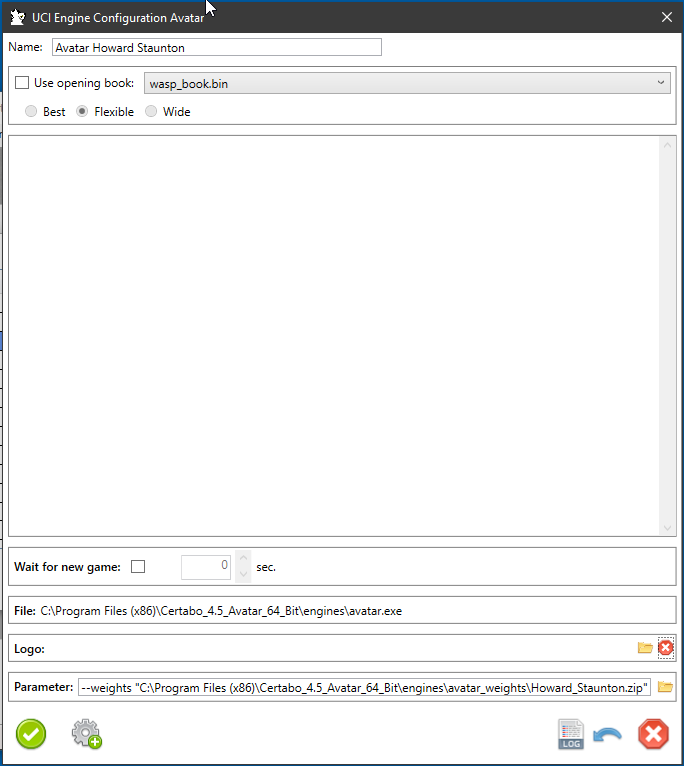 UCI Engine Configuration Avatar
Name: Avatar Howard Staunton
Use opening book: wasp_book.bin
Best Flexible Wide
Wait for new game: 0 sec.
File: C:\Program Files (x86)\Certabo_4.5_Avatar_64_Bit\engines\avatar.exe
Logo:
Parameter: --weights "C:\Program Files (x86)\Certabo_4.5_Avatar_64_Bit\engines\avatar_weights\Howard_Staunton.zip"
LOG